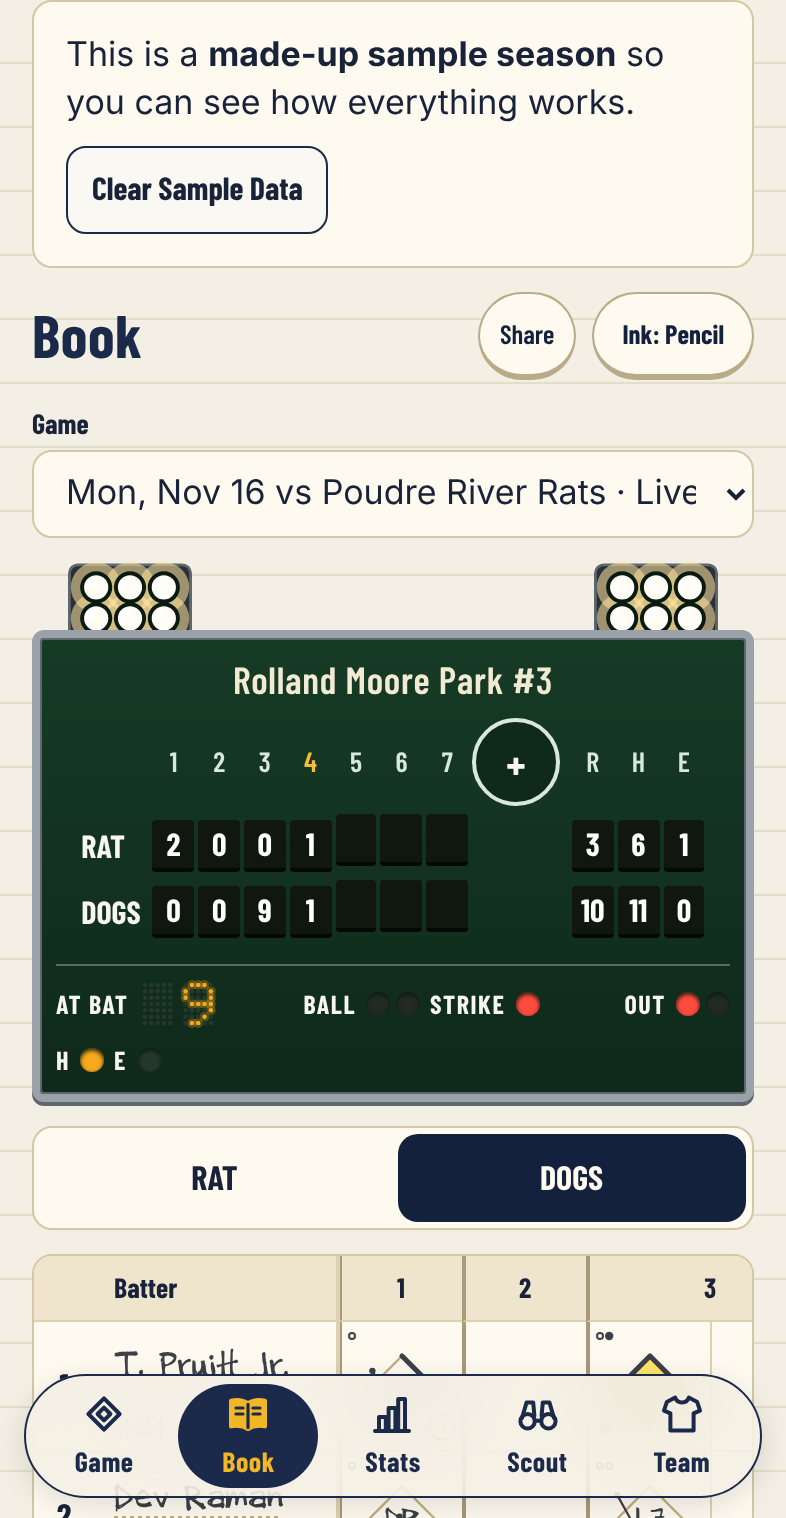 This is a made-up sample season so
you can see how everything works.
Clear Sample Data
Book
Share
Ink: Pencil
Game
Mon, Nov 16 vs Poudre River Rats · Live
Rolland Moore Park #3
1 2 3 4 5 6 7 + R H E
RAT 2 0 0 1 3 6 1
DOGS 0 0 9 1 10 11 0
AT BAT 9 BALL STRIKE OUT
H E
RAT DOGS
Batter 1 2 3
T. Pruitt Jr.
2 Dev Raman
Game Book Stats Scout Team